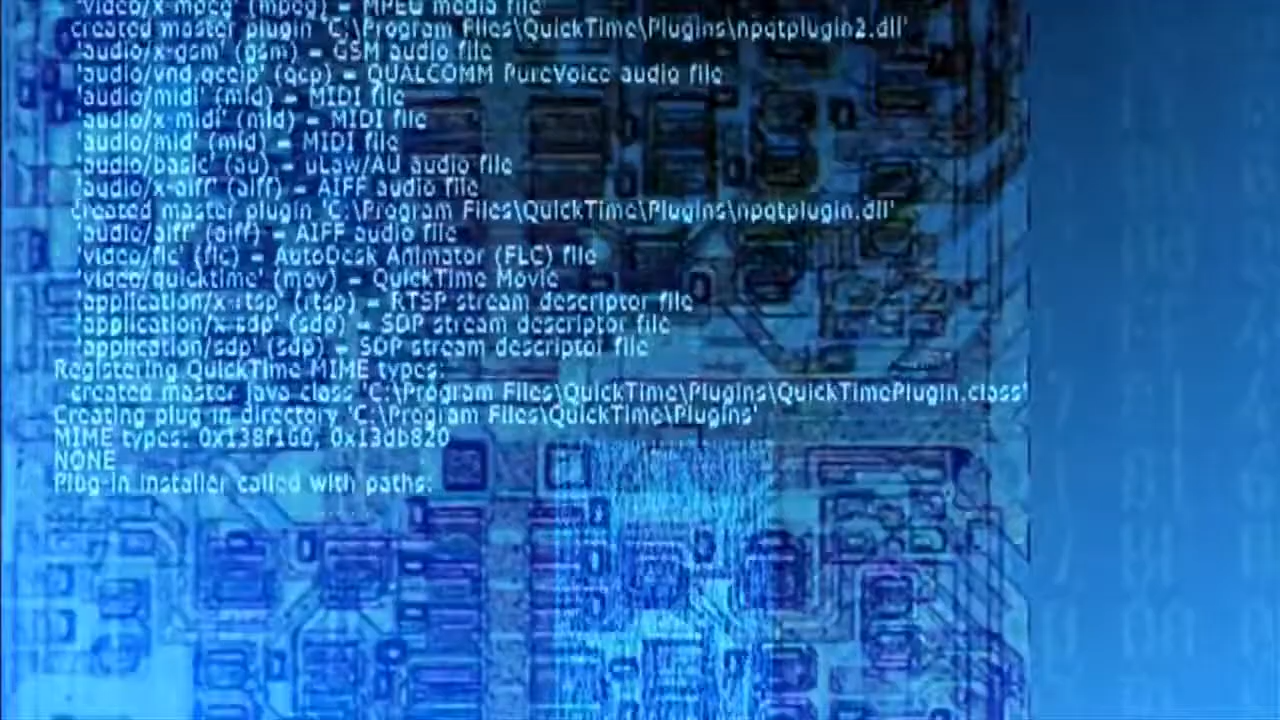 'video/x-mpeg' (mpeg) = MPEG media file'
created master plugin 'C:\Program Files\QuickTime\Plugins\npqtplugin2.dll'
'audio/x-gsm' (gsm) = GSM audio file
'audio/vnd.qcelp' (qcp) = QUALCOMM PureVoice audio file
'audio/midi' (mid) = MIDI file
'audio/x-midi' (mid) = MIDI file
'audio/mid' (mid) = MIDI file
'audio/basic' (au) = uLaw/AU audio file
'audio/x-aiff' (aiff) = AIFF audio file
created master plugin 'C:\Program Files\QuickTime\Plugins\npqtplugin.dll'
'audio/aiff' (aiff) = AIFF audio file
'video/flc' (flc) = AutoDesk Animator (FLC) file
'video/quicktime' (mov) = QuickTime Movie
'application/x-rtsp' (rtsp) = RTSP stream descriptor file
'application/x-sdp' (sdp) = SDP stream descriptor file
'application/sdp' (sdp) = SDP stream descriptor file
Registering QuickTime MIME types:
created master java class 'C:\Program Files\QuickTime\Plugins\QuickTimePlugin.class'
Creating plug-in directory 'C:\Program Files\QuickTime\Plugins'
MIME types: 0x138f160, 0x13db820
NONE
Plug-in installer called with paths: